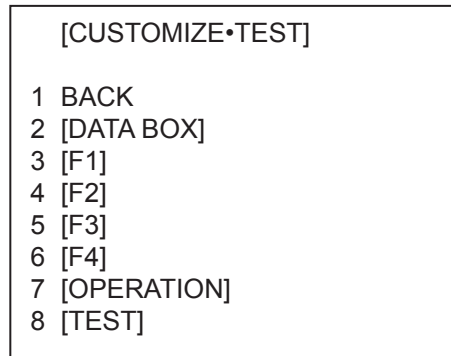 [CUSTOMIZE•TEST]
1 BACK
2 [DATA BOX]
3 [F1]
4 [F2]
5 [F3]
6 [F4]
7 [OPERATION]
8 [TEST]